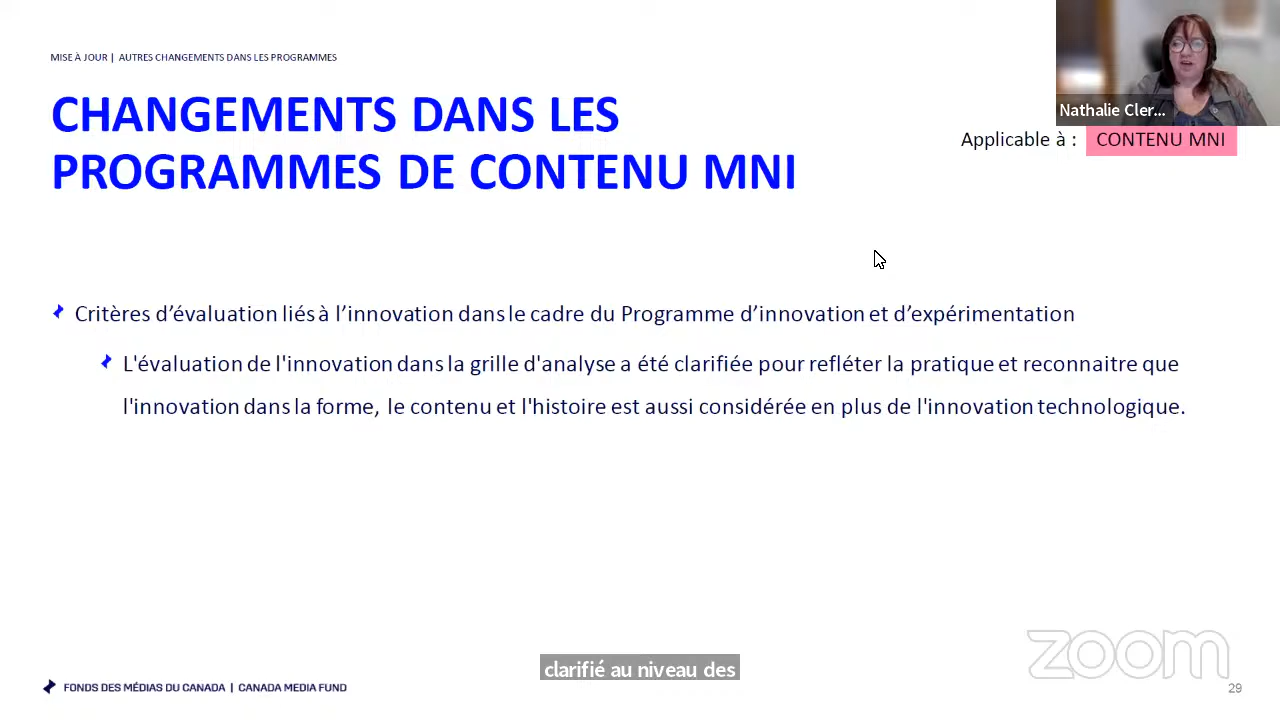 MISE À JOUR | AUTRES CHANGEMENTS DANS LES PROGRAMMES
CHANGEMENTS DANS LES
PROGRAMMES DE CONTENU MNI
Nathalie Cler...
Applicable à : CONTENU MNI
Critères d’évaluation liés à l’innovation dans le cadre du Programme d’innovation et d’expérimentation
L'évaluation de l'innovation dans la grille d'analyse a été clarifiée pour refléter la pratique et reconnaitre que
l'innovation dans la forme, le contenu et l'histoire est aussi considérée en plus de l'innovation technologique.
zoom
clarifié au niveau des
FONDS DES MÉDIAS DU CANADA | CANADA MEDIA FUND
29